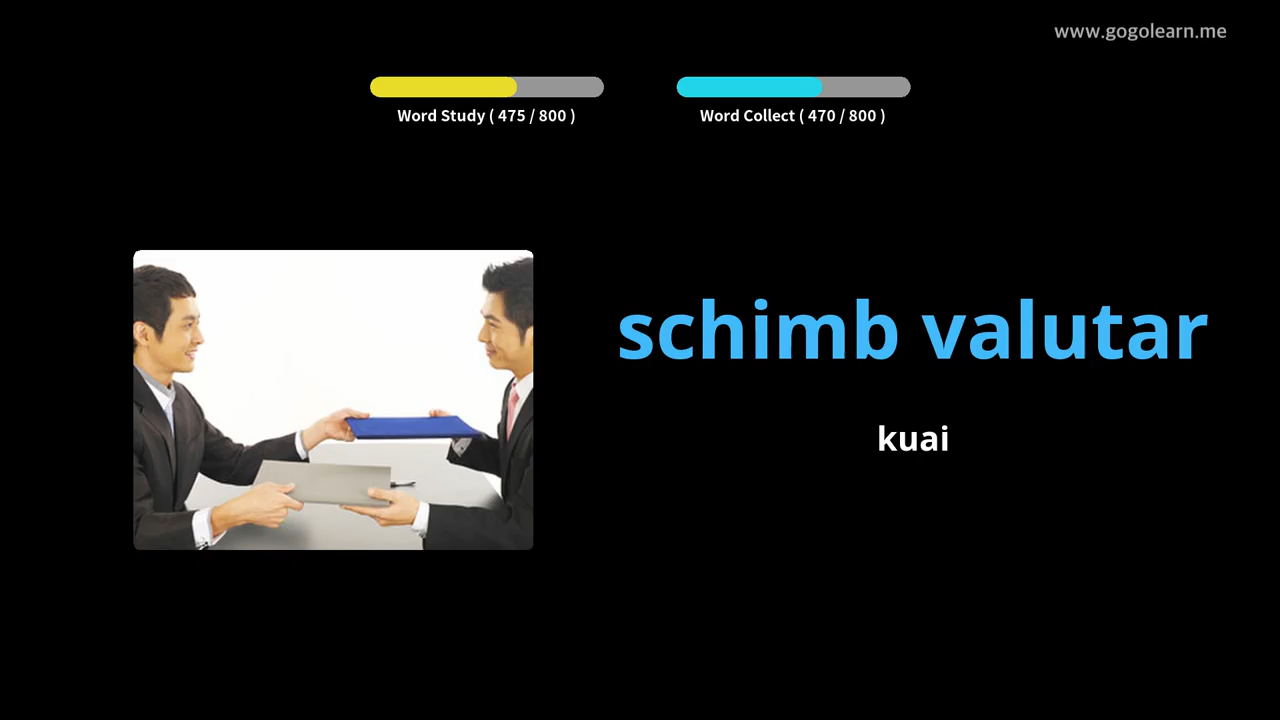 www.gogolearn.me
Word Study ( 475 / 800 )
Word Collect ( 470 / 800 )
schimb valutar
kuai